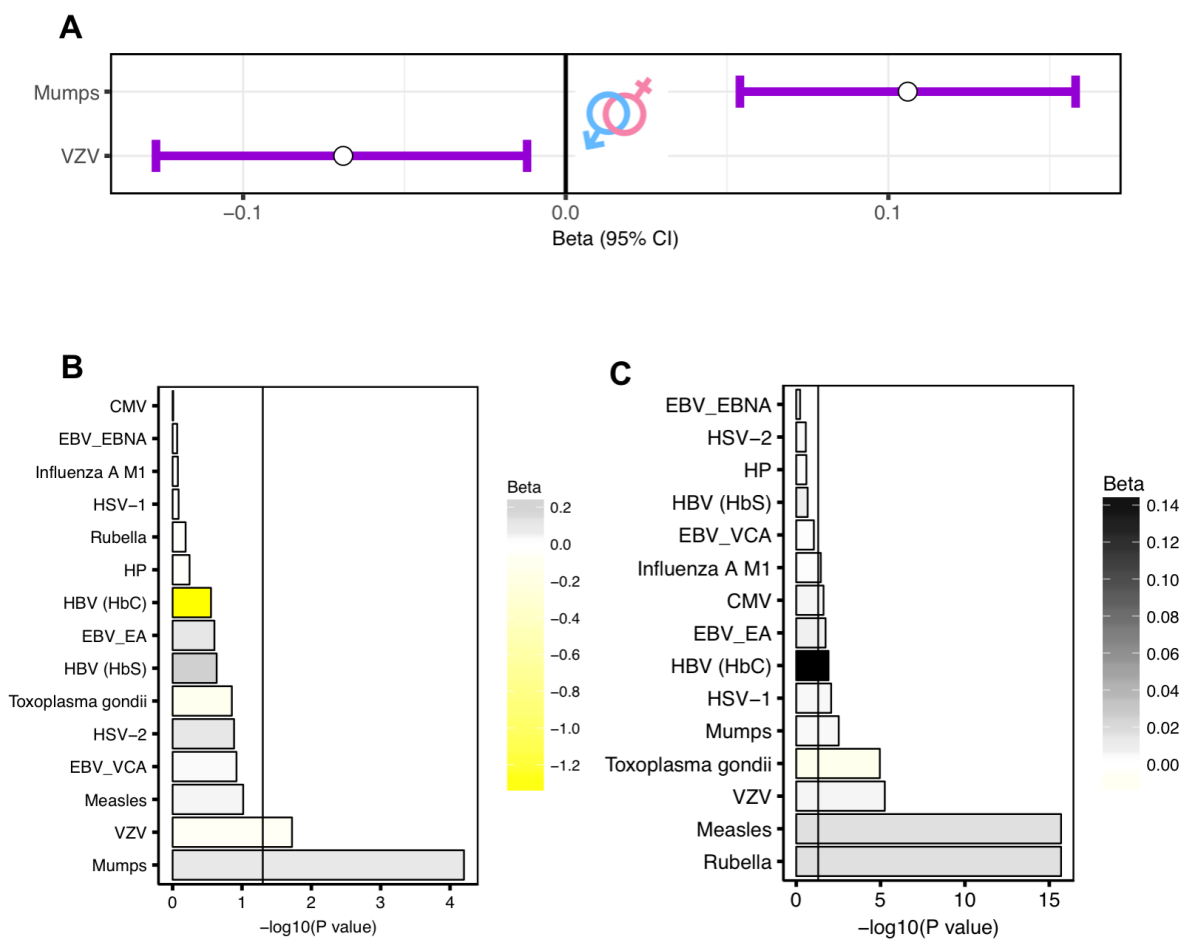 A
Mumps
VZV
−0.1
0.0
0.1
Beta (95% CI)
B
CMV
EBV_EBNA
Influenza A M1
HSV−1
Rubella
HP
HBV (HbC)
EBV_EA
HBV (HbS)
Toxoplasma gondii
HSV−2
EBV_VCA
Measles
VZV
Mumps
0
1
2
3
4
−log10(P value)
Beta
0.2
0.0
−0.2
−0.4
−0.6
−0.8
−1.0
−1.2
C
EBV_EBNA
HSV−2
HP
HBV (HbS)
EBV_VCA
Influenza A M1
CMV
EBV_EA
HBV (HbC)
HSV−1
Mumps
Toxoplasma gondii
VZV
Measles
Rubella
0
5
10
15
−log10(P value)
Beta
0.14
0.12
0.10
0.08
0.06
0.04
0.02
0.00